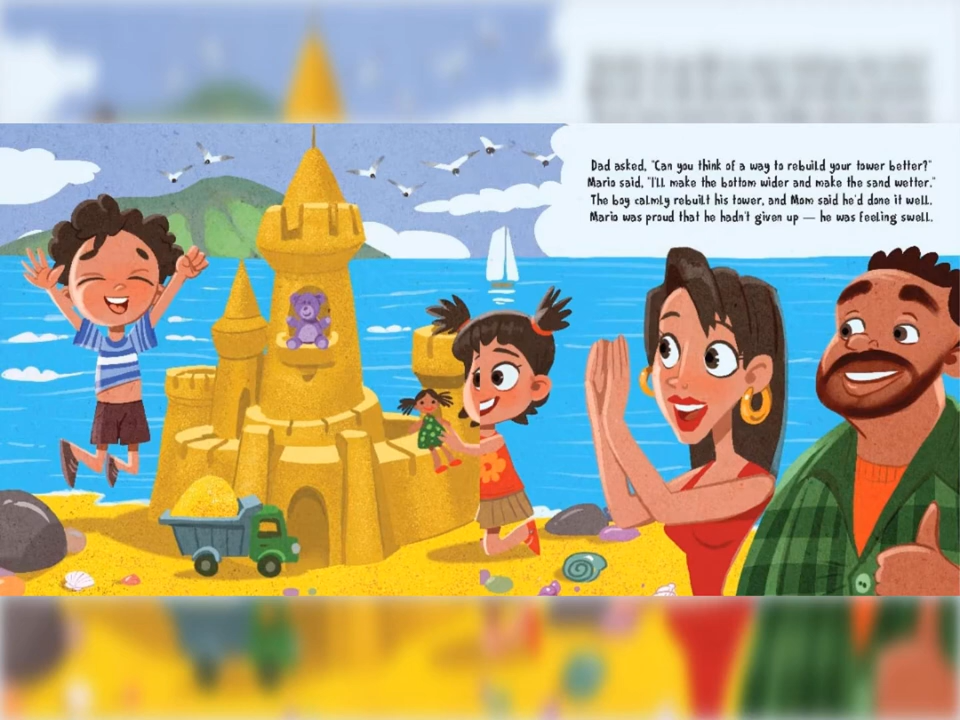 Dad asked, "Can you think of a way to rebuild your tower better?"
Mario said, "I'll make the bottom wider and make the sand wetter."
The boy calmly rebuilt his tower, and Mom said he'd done it well.
Mario was proud that he hadn't given up — he was feeling swell.